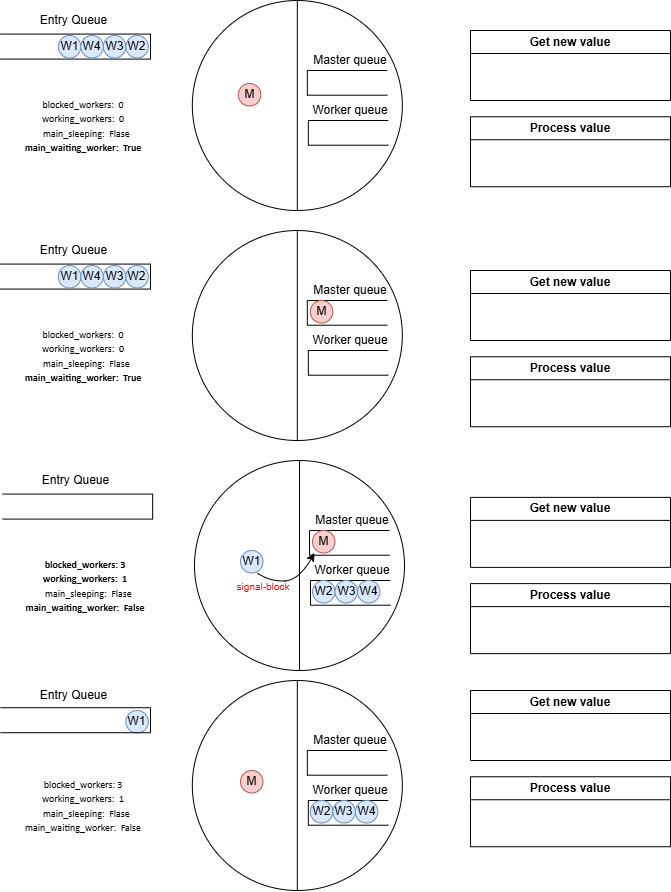 Entry Queue
W1 W4 W3 W2
blocked_workers: 0
working_workers: 0
main_sleeping: Flase
main_waiting_worker: True
M
Master queue
Worker queue
Get new value
Process value
Entry Queue
W1 W4 W3 W2
blocked_workers: 0
working_workers: 0
main_sleeping: Flase
main_waiting_worker: True
Master queue
M
Worker queue
Get new value
Process value
Entry Queue
blocked_workers: 3
working_workers: 1
main_sleeping: Flase
main_waiting_worker: False
W1
signal-block
Master queue
M
Worker queue
W2 W3 W4
Get new value
Process value
Entry Queue
W1
blocked_workers: 3
working_workers: 1
main_sleeping: Flase
main_waiting_worker: False
M
Master queue
Worker queue
W2 W3 W4
Get new value
Process value